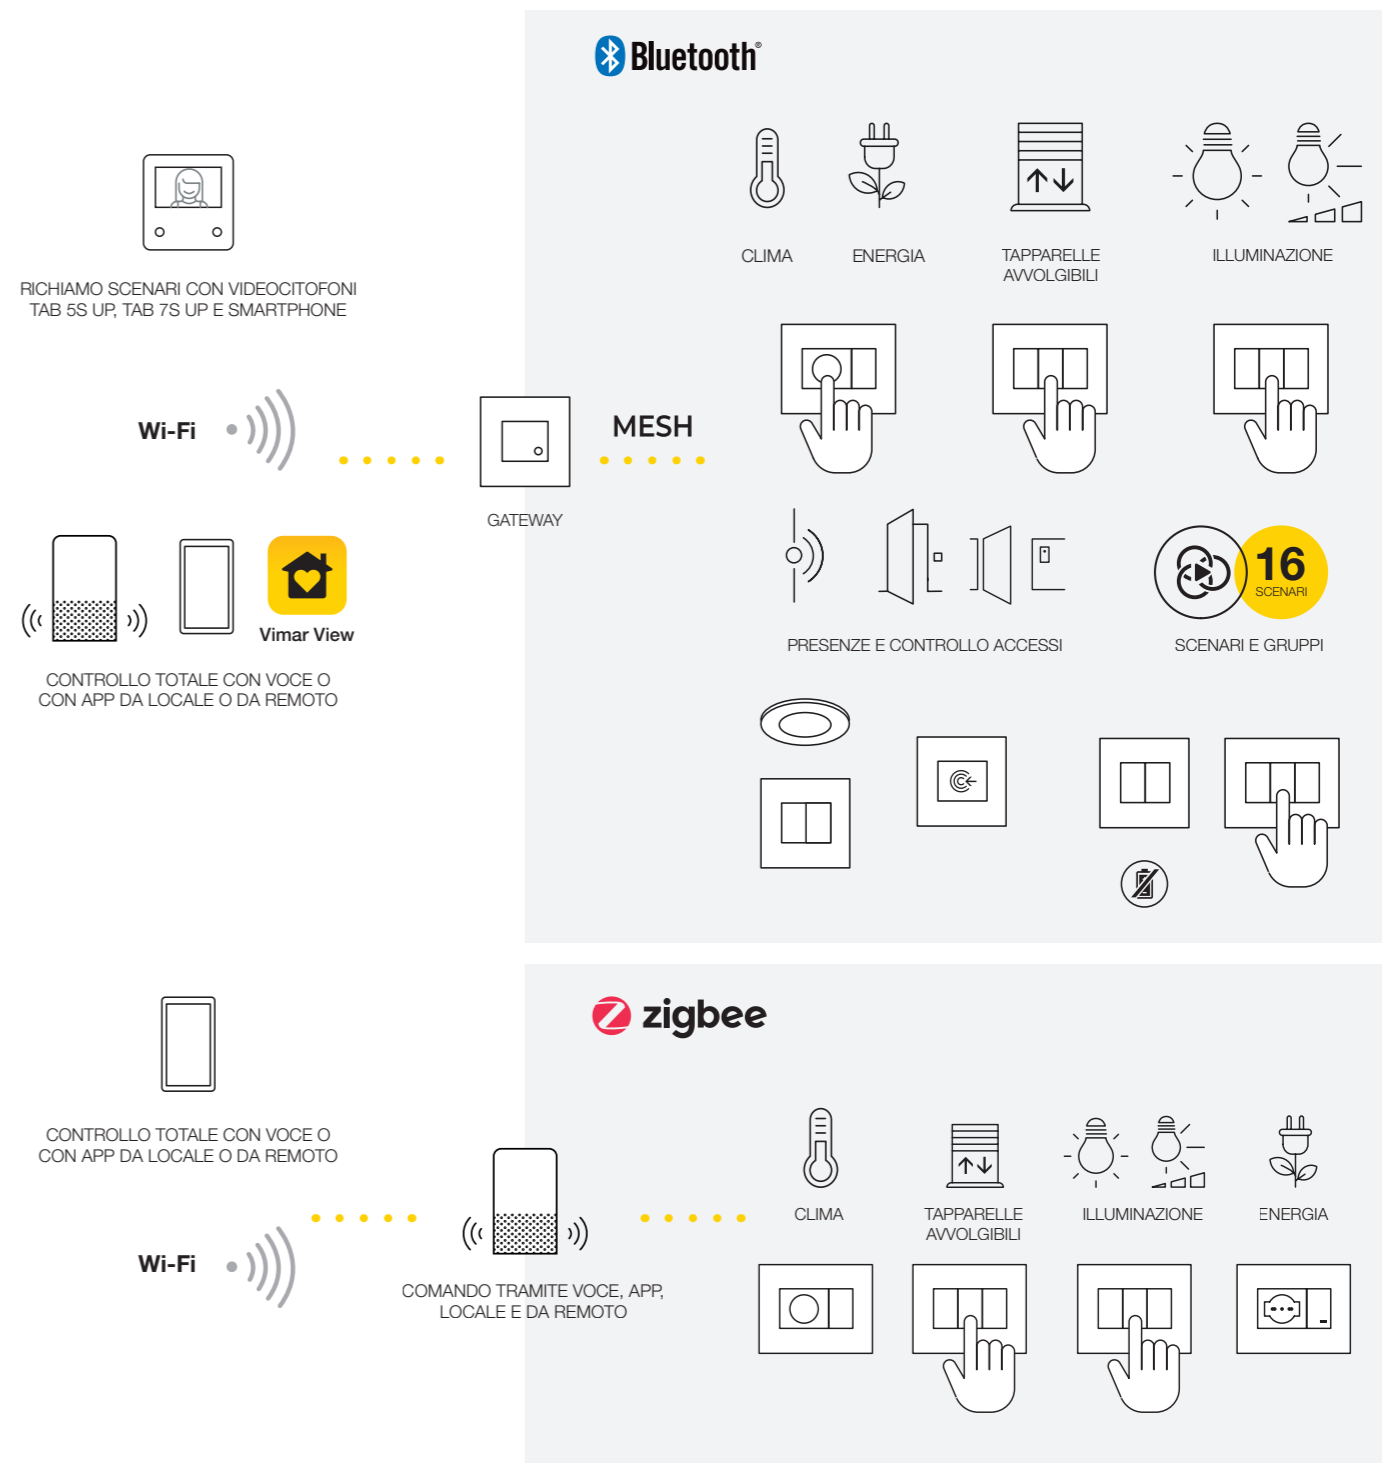 Bluetooth®
CLIMA
ENERGIA
TAPPARELLE
AVVOLGIBILI
ILLUMINAZIONE
RICHIAMO SCENARI CON VIDEOCITOFONI
TAB 5S UP, TAB 7S UP E SMARTPHONE
Wi-Fi
MESH
GATEWAY
16
SCENARI
Vimar View
PRESENZE E CONTROLLO ACCESSI
SCENARI E GRUPPI
CONTROLLO TOTALE CON VOCE O
CON APP DA LOCALE O DA REMOTO
zigbee
CONTROLLO TOTALE CON VOCE O
CON APP DA LOCALE O DA REMOTO
CLIMA
TAPPARELLE
AVVOLGIBILI
ILLUMINAZIONE
ENERGIA
Wi-Fi
COMANDO TRAMITE VOCE, APP,
LOCALE E DA REMOTO